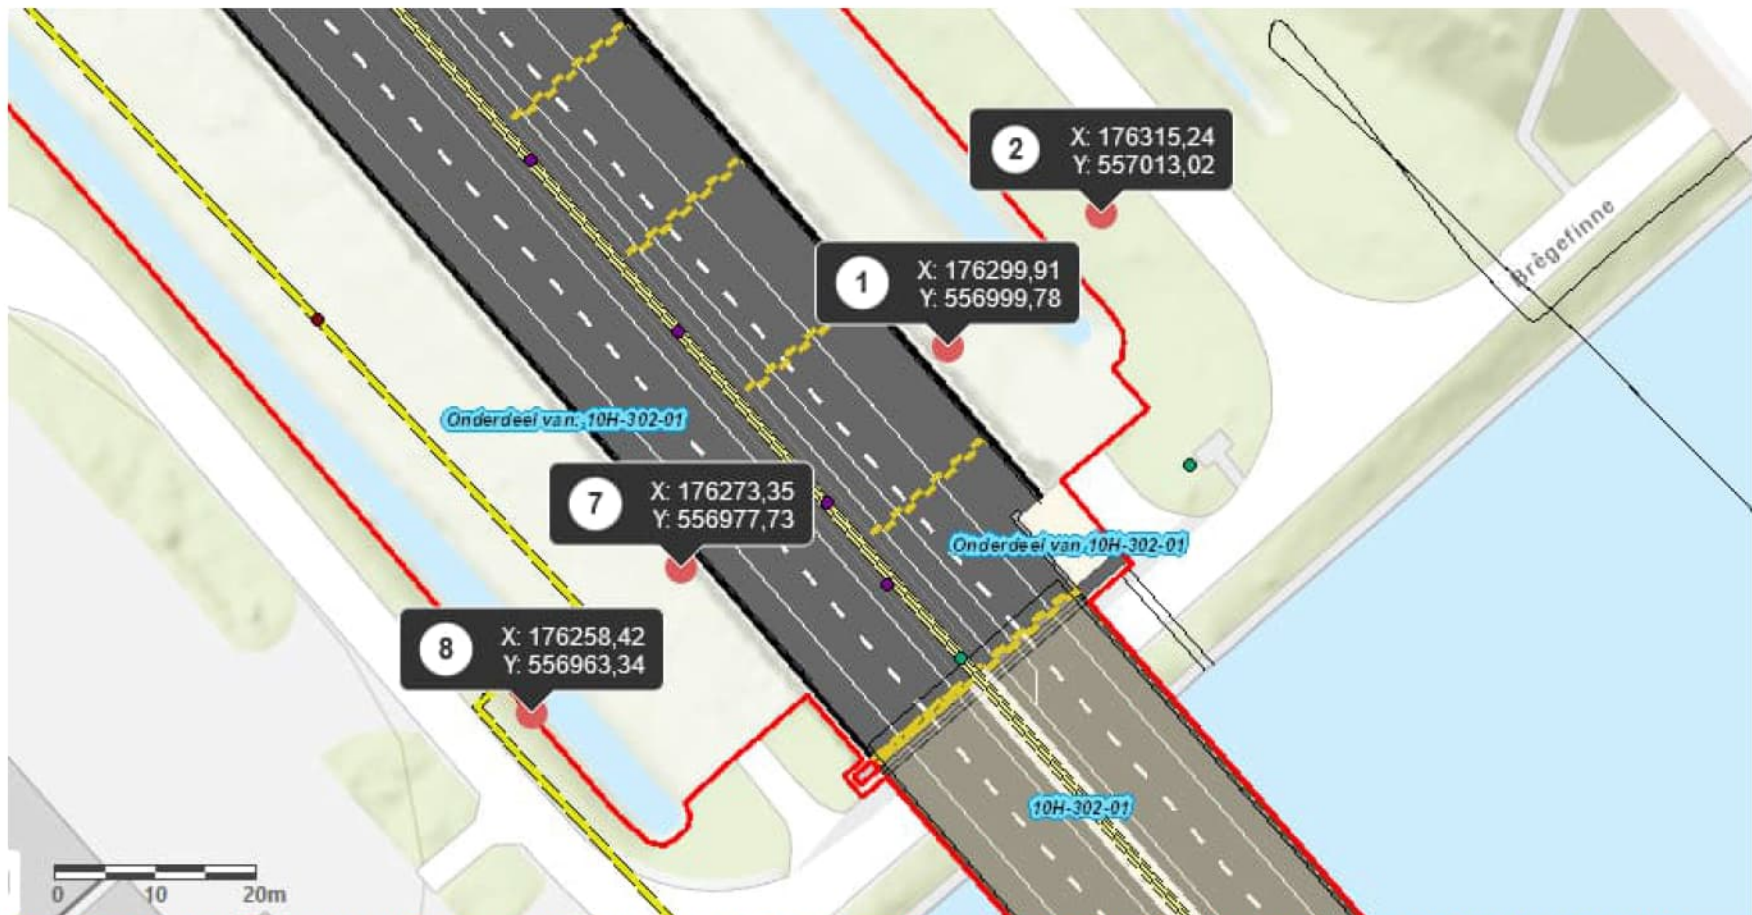 2
X: 176315,24
Y: 557013,02
Brêgefinne
1
X: 176299,91
Y: 556999,78
Onderdeel van: 10H-302-01
7
X: 176273,35
Y: 556977,73
Onderdeel van 10H-302-01
8
X: 176258,42
Y: 556963,34
10H-302-01
0 10 20m